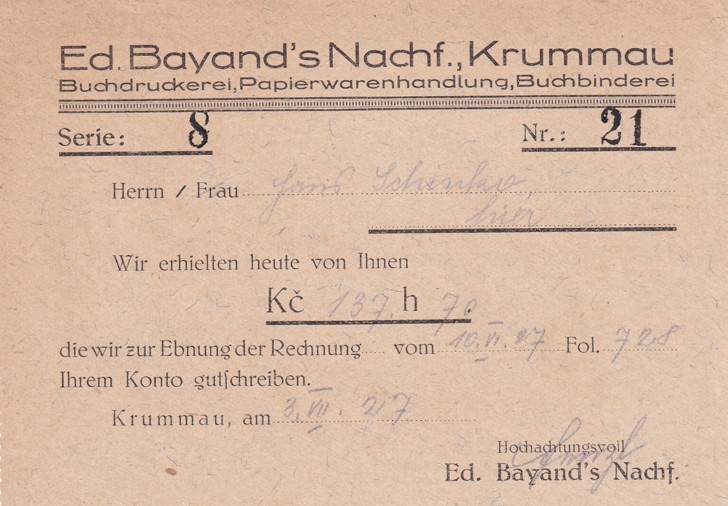 Ed. Bayand's Nachf., Krummau
Buchdruckerei, Papierwarenhandlung, Buchbinderei
Serie: 8 Nr.: 21
Herrn / Frau Hans
hier
Wir erhielten heute von Ihnen
Kč 137 h 70
die wir zur Ebnung der Rechnung vom 10. VI. 27 Fol. 728
Ihrem Konto gutschreiben.
Krummau, am 3. VII. 27
Hochachtungsvoll
Ed. Bayand's Nachf.